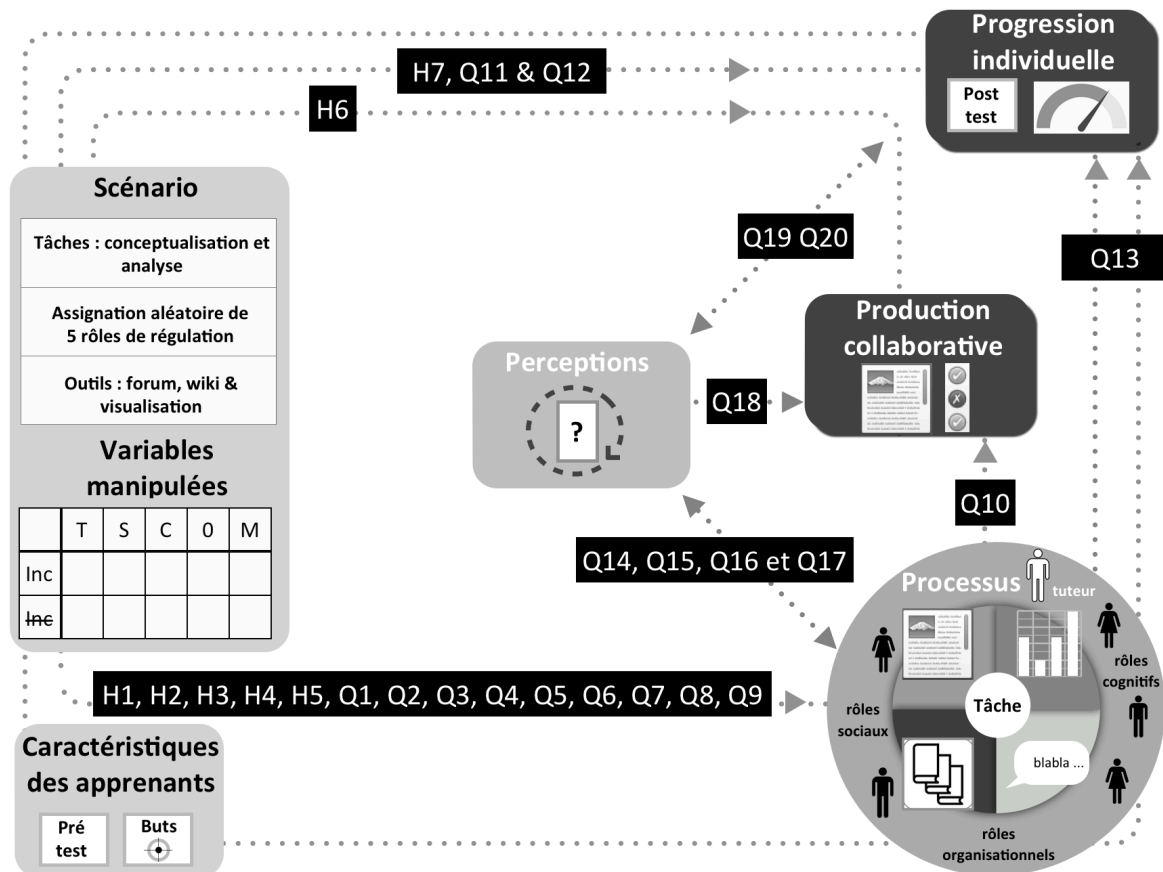 Progression
individuelle
Post
test
H7, Q11 & Q12
H6
Scénario
Tâches : conceptualisation et
analyse
Assignation aléatoire de
5 rôles de régulation
Outils : forum, wiki &
visualisation
Variables
manipulées
T S C 0 M
Inc
Inc
Q19 Q20
Q13
Production
collaborative
Perceptions
?
Q18
Q10
Q14, Q15, Q16 et Q17
Processus
tuteur
rôles
cognitifs
Tâche
rôles
sociaux
blabla ...
rôles
organisationnels
H1, H2, H3, H4, H5, Q1, Q2, Q3, Q4, Q5, Q6, Q7, Q8, Q9
Caractéristiques
des apprenants
Pré
test
Buts